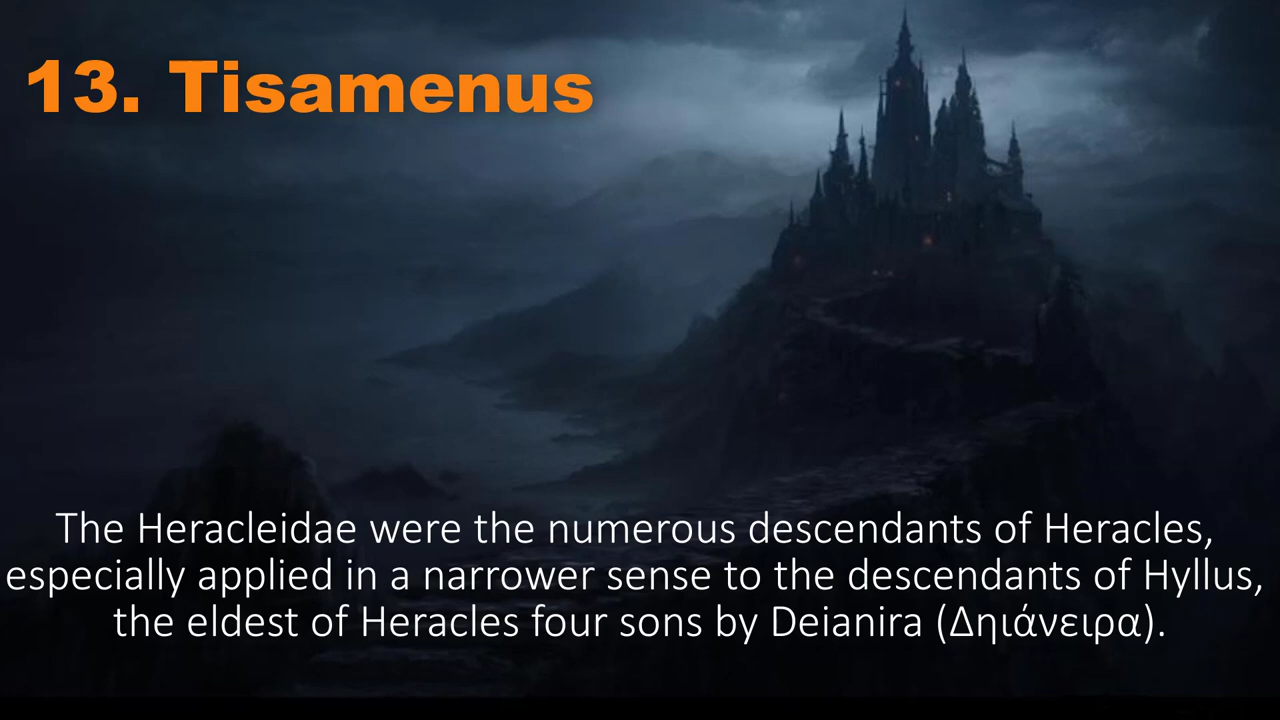 13. Tisamenus
The Heracleidae were the numerous descendants of Heracles,
especially applied in a narrower sense to the descendants of Hyllus,
the eldest of Heracles four sons by Deianira (Δηιάνειρα).